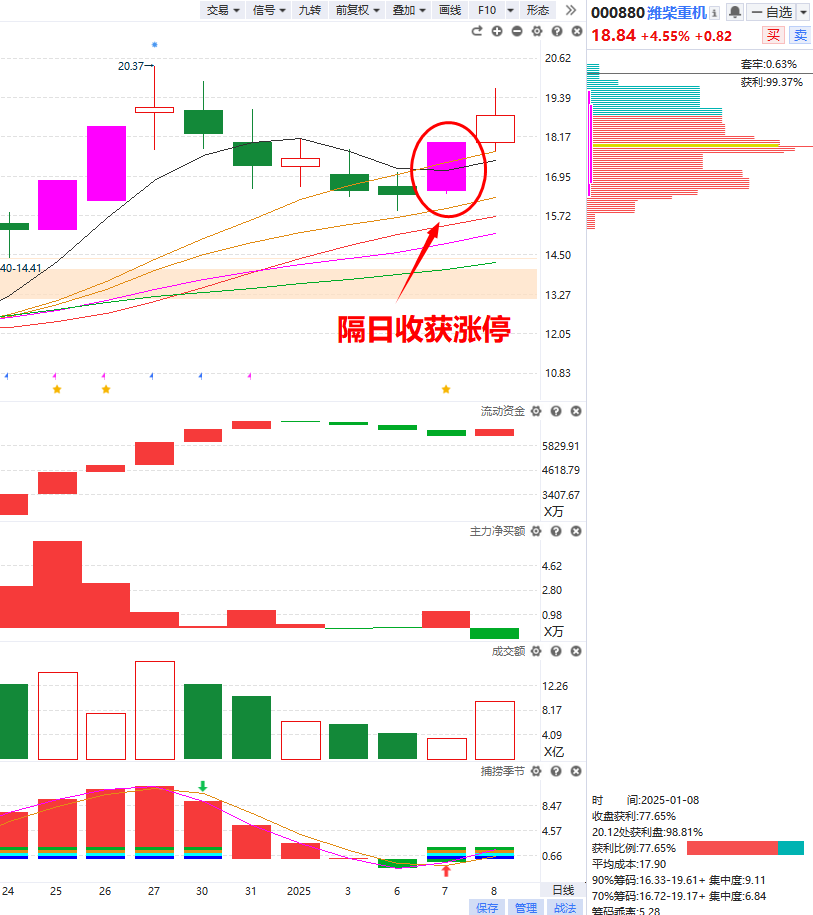 交易 信号 九转 前复权 叠加 画线 F10 形态
000880 潍柴重机
一 自选
18.84 +4.55% +0.82
买 卖
套牢:0.63%
获利:99.37%
20.37
20.62
19.39
18.17
16.95
15.72
14.50
13.27
12.05
10.83
40-14.41
隔日收获涨停
流动资金
5829.91
4618.79
3407.67
X万
主力净买额
4.62
2.80
0.98
X万
成交额
12.26
8.17
4.09
X亿
捕捞季节
8.47
4.57
0.66
24 25 26 27 30 31 2025 3 6 7 8 日线
保存 管理 战法
时 间:2025-01-08
收盘获利:77.65%
20.12处获利盘:98.81%
获利比例:77.65%
平均成本:17.90
90%筹码:16.33-19.61+ 集中度:9.11
70%筹码:16.72-19.17+ 集中度:6.84
筹码乖离:5.28